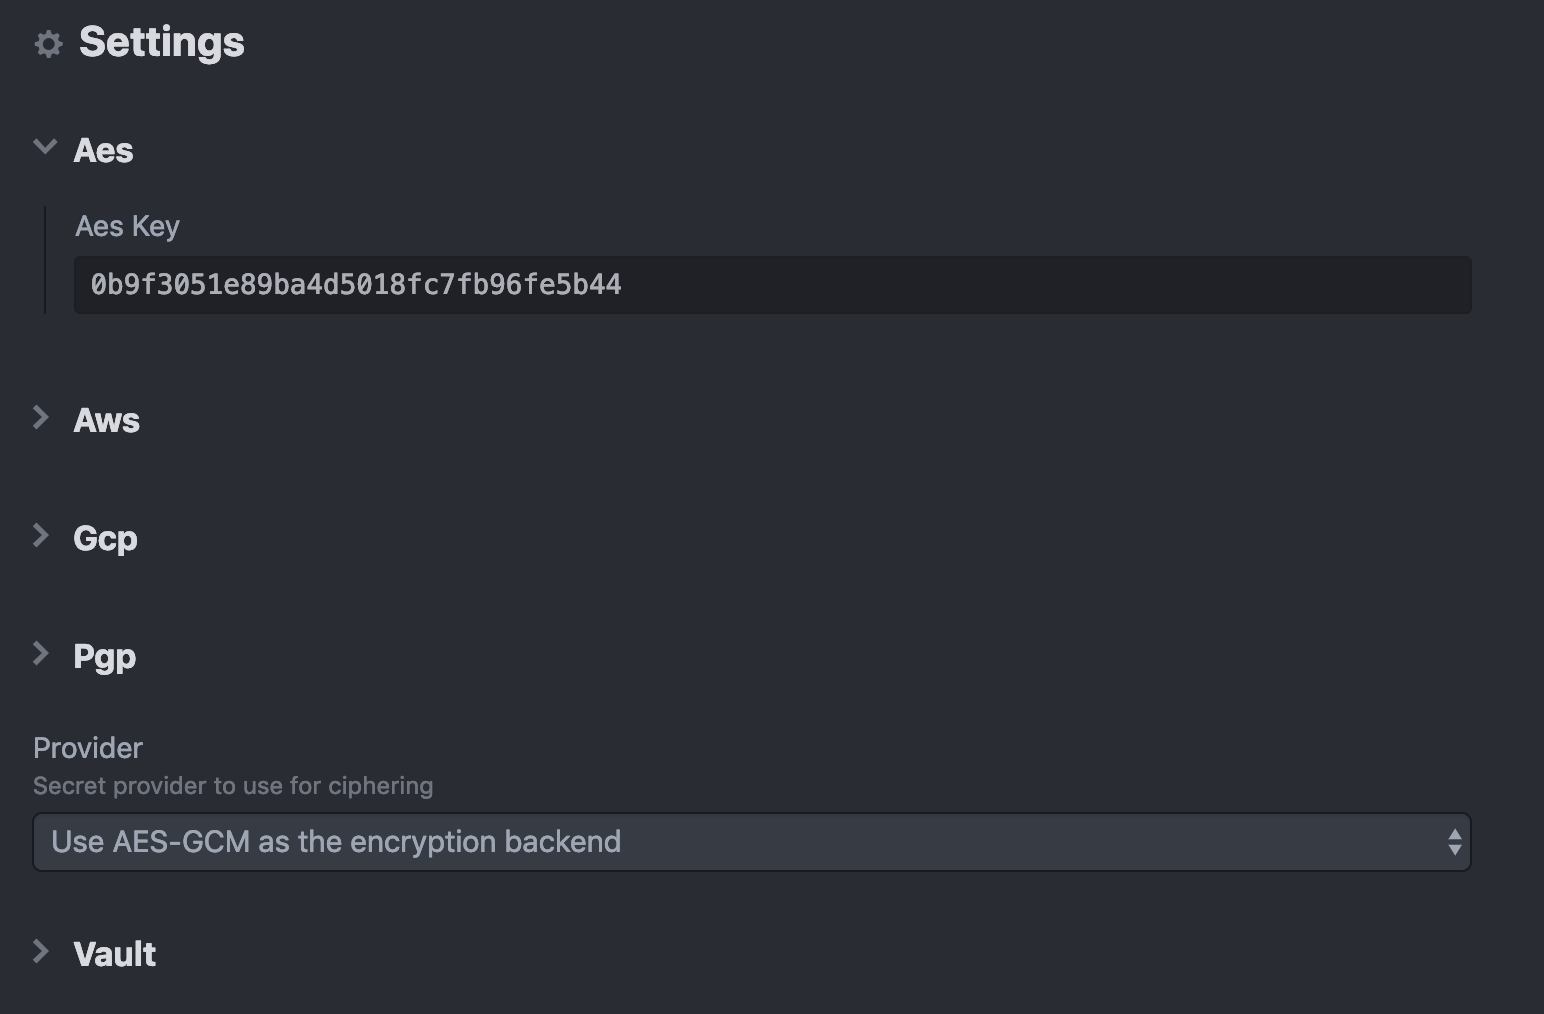 Settings
Aes
Aes Key
0b9f3051e89ba4d5018fc7fb96fe5b44
Aws
Gcp
Pgp
Provider
Secret provider to use for ciphering
Use AES-GCM as the encryption backend
Vault